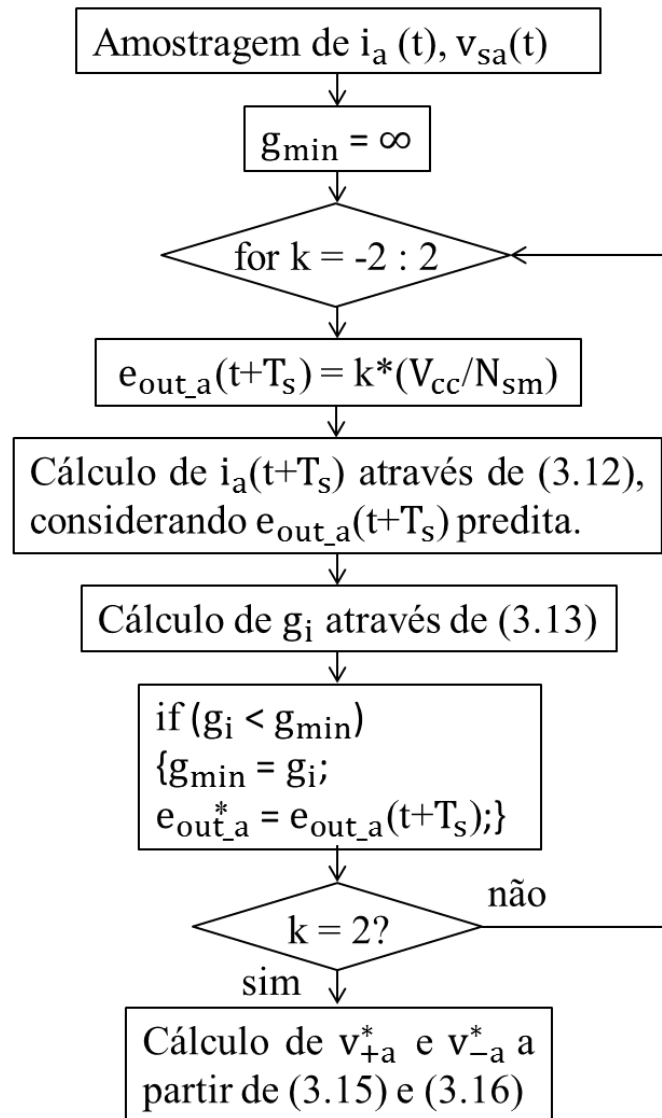 Amostragem de i_a (t), v_sa(t)
g_min = ∞
for k = -2 : 2
e_out_a(t+T_s) = k*(V_cc/N_sm)
Cálculo de i_a(t+T_s) através de (3.12),
considerando e_out_a(t+T_s) predita.
Cálculo de g_i através de (3.13)
if (g_i < g_min)
{g_min = g_i;
e*_out_a = e_out_a(t+T_s);}
não
k = 2?
sim
Cálculo de v*_+a e v*_−a a
partir de (3.15) e (3.16)